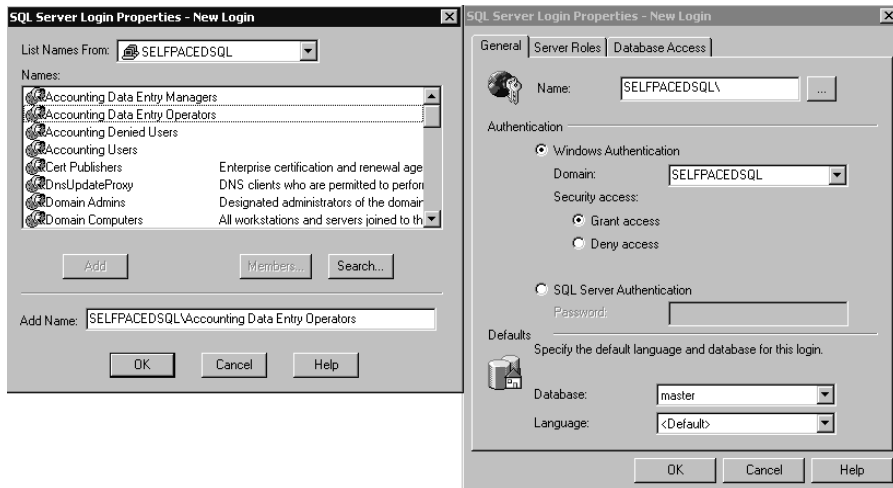 SQL Server Login Properties - New Login
List Names From: SELFPACEDSQL
Names:
Accounting Data Entry Managers
Accounting Data Entry Operators
Accounting Denied Users
Accounting Users
Cert Publishers Enterprise certification and renewal age
DnsUpdateProxy DNS clients who are permitted to perfor
Domain Admins Designated administrators of the domair
Domain Computers All workstations and servers joined to th
Add Members... Search...
Add Name: SELFPACEDSQL\Accounting Data Entry Operators
OK Cancel Help
SQL Server Login Properties - New Login
General Server Roles Database Access
Name: SELFPACEDSQL\ ...
Authentication
Windows Authentication
Domain: SELFPACEDSQL
Security access:
Grant access
Deny access
SQL Server Authentication
Password:
Defaults
Specify the default language and database for this login.
Database: master
Language: <Default>
OK Cancel Help